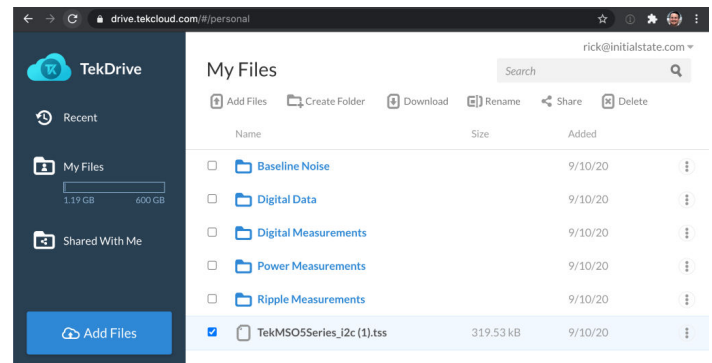 drive.tekcloud.com/#/personal
rick@initialstate.com
TekDrive
My Files
Search
Add Files Create Folder Download Rename Share Delete
Recent
Name Size Added
My Files
1.19 GB 600 GB
Shared With Me
Add Files
Baseline Noise 9/10/20
Digital Data 9/10/20
Digital Measurements 9/10/20
Power Measurements 9/10/20
Ripple Measurements 9/10/20
TekMSO5Series_i2c (1).tss 319.53 kB 9/10/20